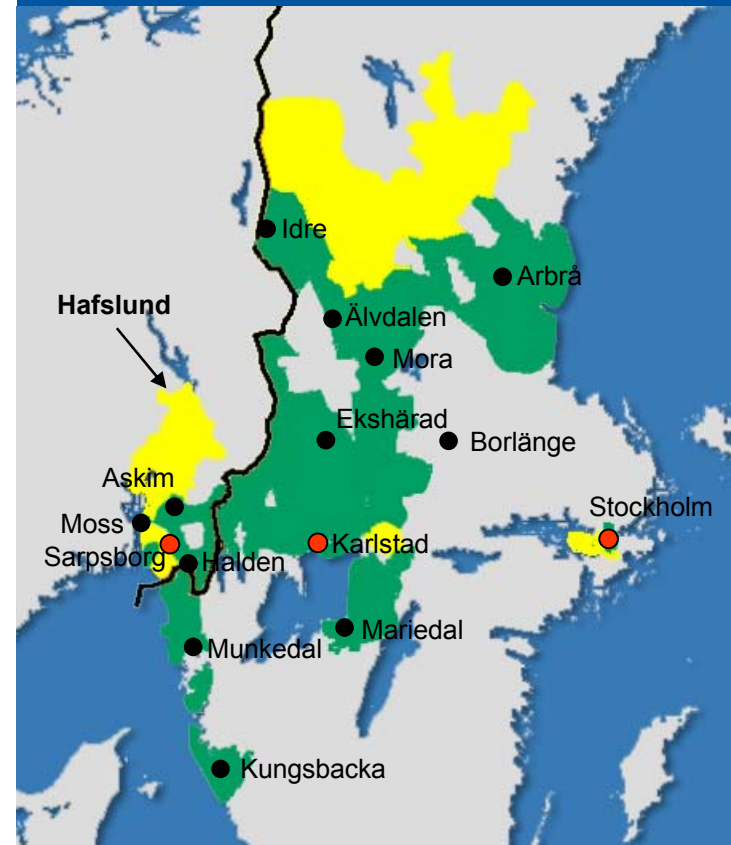 Idre
Arbrå
Hafslund
Älvdalen
Mora
Ekshärad
Borlänge
Askim
Stockholm
Moss
Sarpsborg
Karlstad
Halden
Mariedal
Munkedal
Kungsbacka